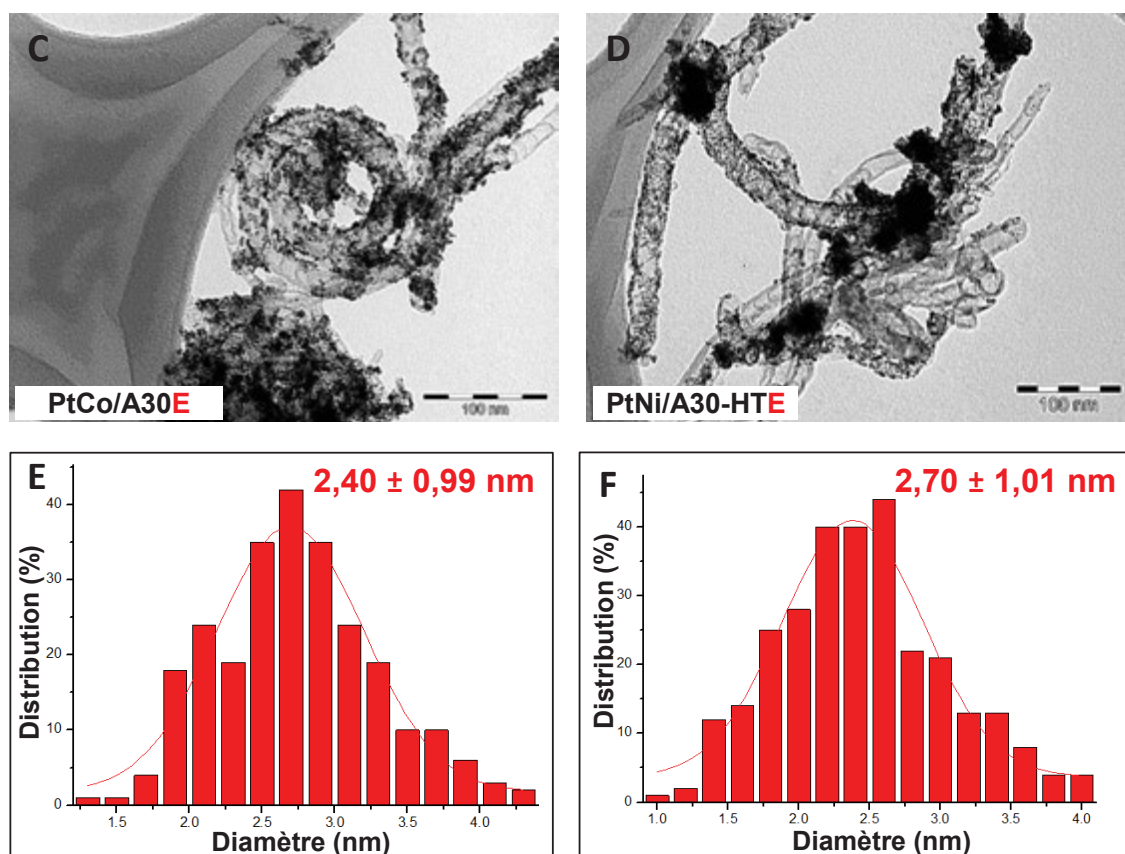 C
PtCo/A30E
100 nm
D
PtNi/A30-HTE
100 nm
E
2,40 ± 0,99 nm
Distribution (%)
40
30
20
10
0
1.5
2.0
2.5
3.0
3.5
4.0
Diamètre (nm)
F
2,70 ± 1,01 nm
Distribution (%)
40
30
20
10
0
1.0
1.5
2.0
2.5
3.0
3.5
4.0
Diamètre (nm)